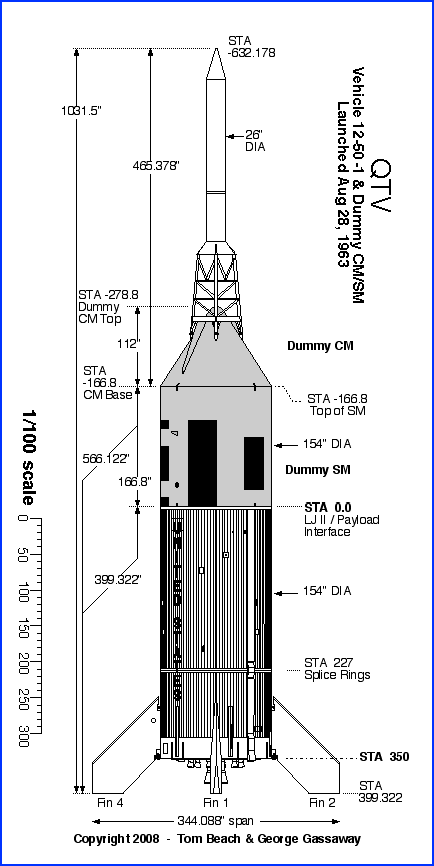 STA
-632.178
1031.5"
465.378"
26"
DIA
QTV
Vehicle 12-50 -1 & Dummy CM/SM
Launched Aug 28, 1963
STA -278.8
Dummy
CM Top
112"
Dummy CM
STA
-166.8
CM Base
STA -166.8
Top of SM
154" DIA
Dummy SM
566.122"
166.8"
STA 0.0
LJ II / Payload
Interface
1/100 scale
0
50
100
150
200
250
300
399.322"
154" DIA
UNITED STATES
STA 227
Splice Rings
STA 350
STA
399.322
Fin 4
Fin 1
Fin 2
344.088" span
Copyright 2008 - Tom Beach & George Gassaway